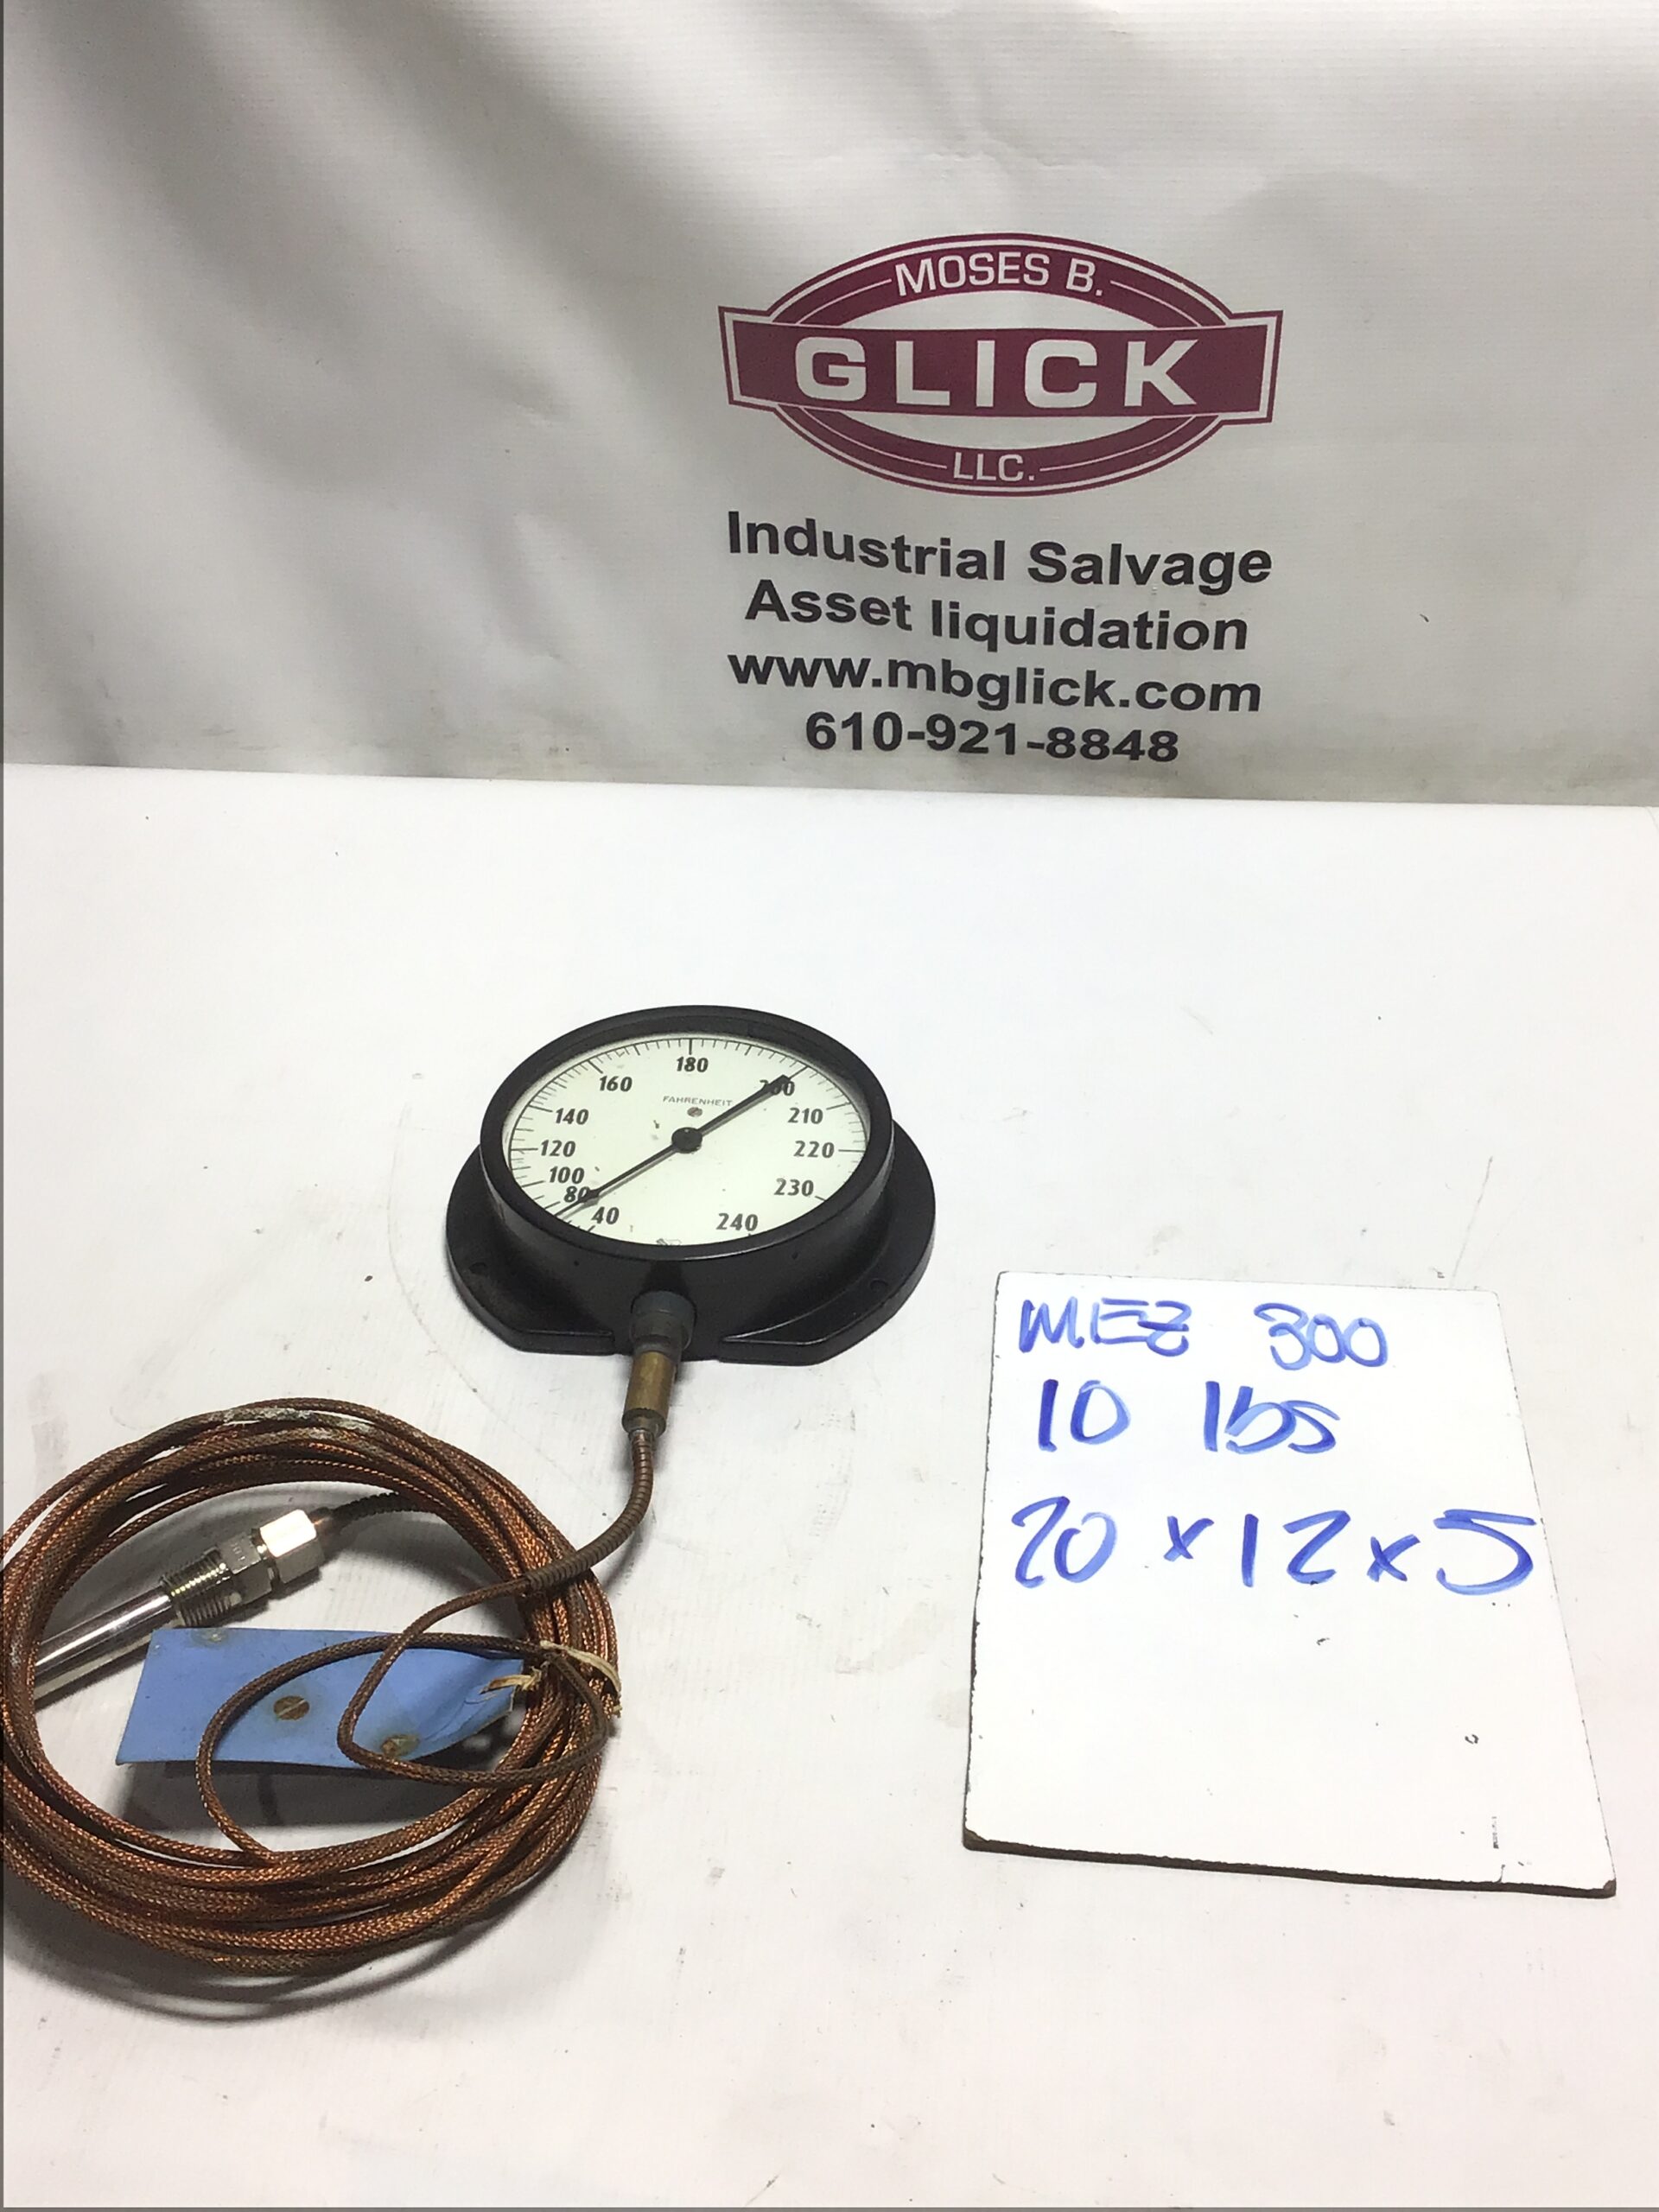 MOSES B.
GLICK
LLC.
Industrial Salvage
Asset liquidation
www.mbglick.com
610-921-8848
180
160
200
FAHRENHEIT
140
210
120
220
100
80
230
40
240
MEZ 300
10 lbs
20 x 12 x 5